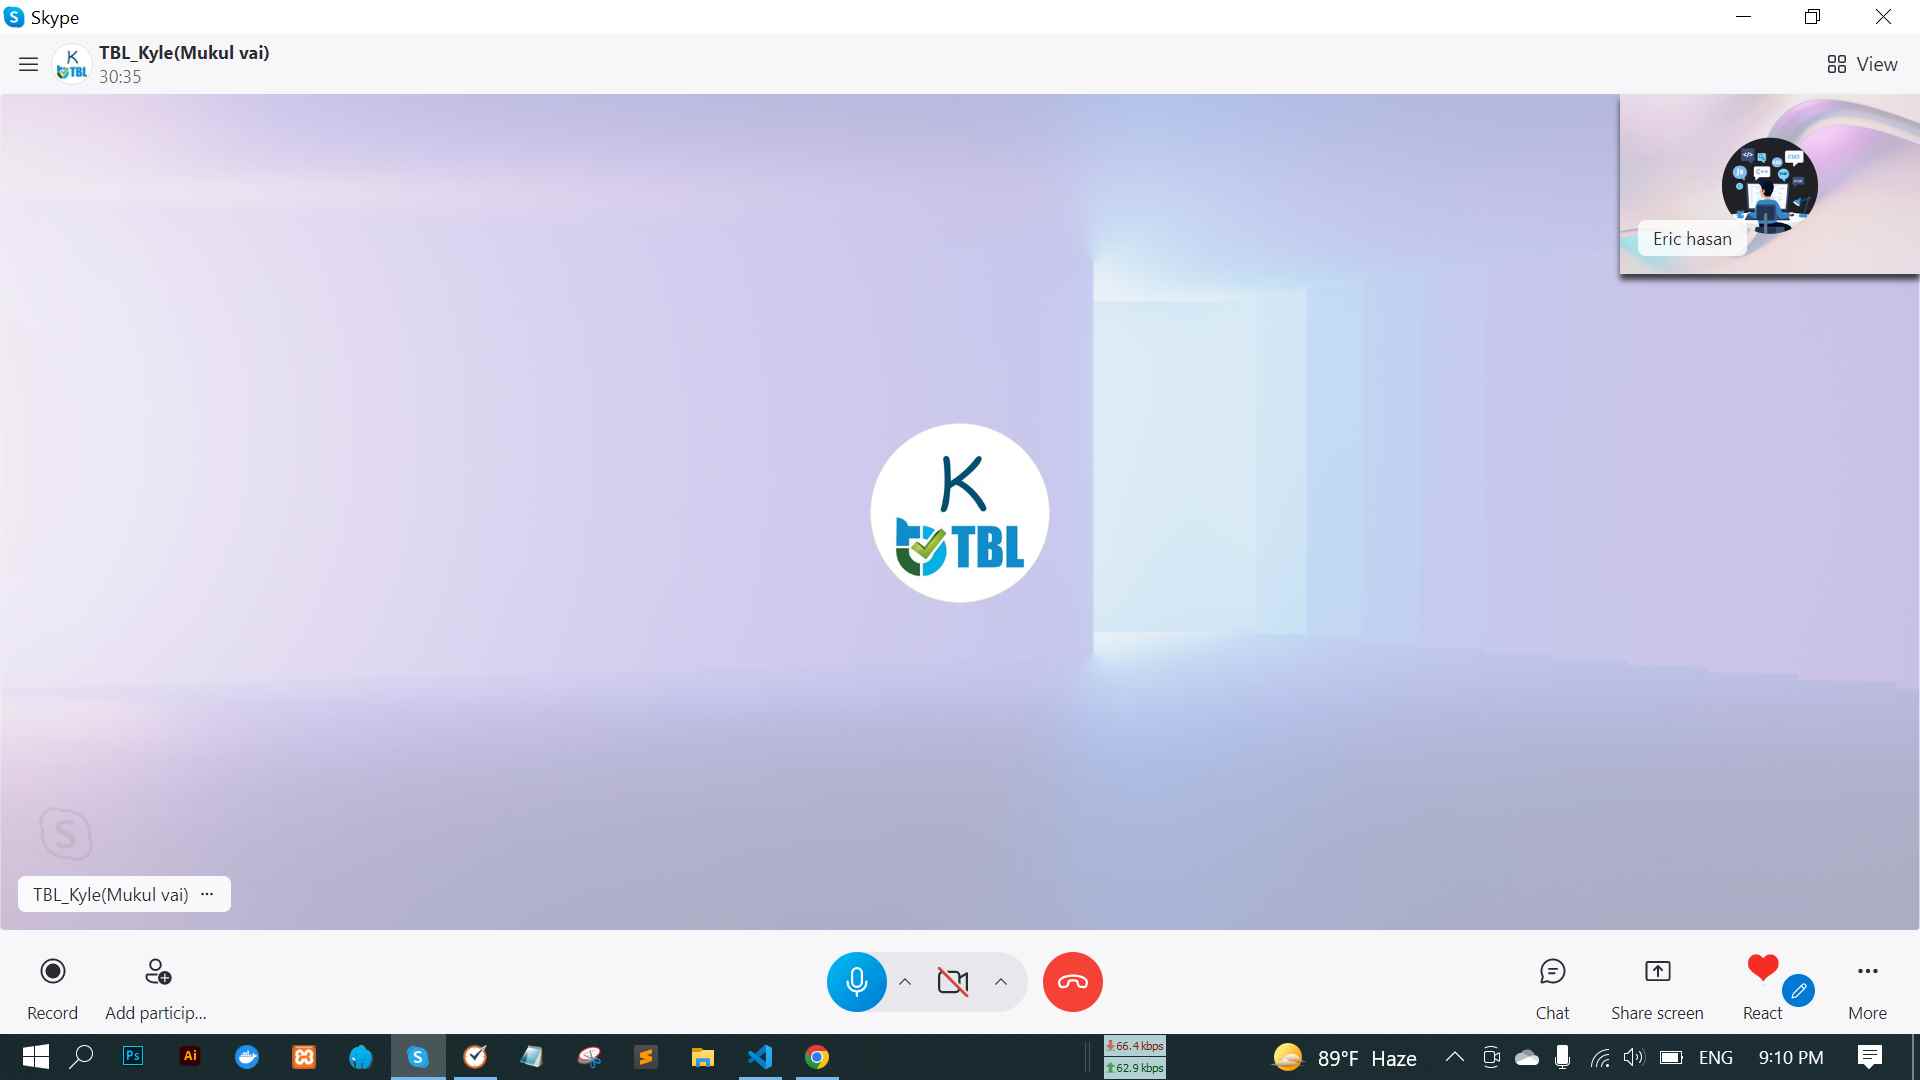 Skype
TBL_Kyle(Mukul vai)
30:35
View
K
TBL
Eric hasan
K
TBL
TBL_Kyle(Mukul vai)
Record
Add particip...
Chat
Share screen
React
More
Ps
Ai
66.4 kbps
62.9 kbps
89°F Haze
ENG
9:10 PM